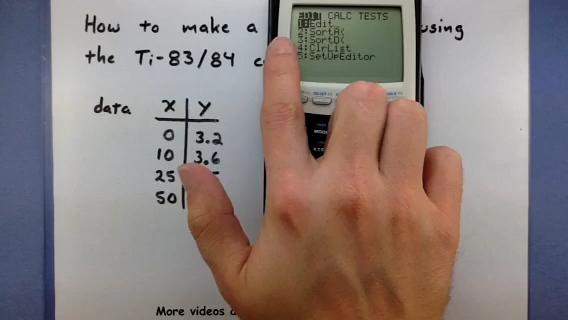 How to make a using
the Ti-83/84
data X Y
0 3.2
10 3.6
25
50
EDIT CALC TESTS
1:Edit
2:SortA(
3:SortD(
4:ClrList
5:SetUpEditor
More videos